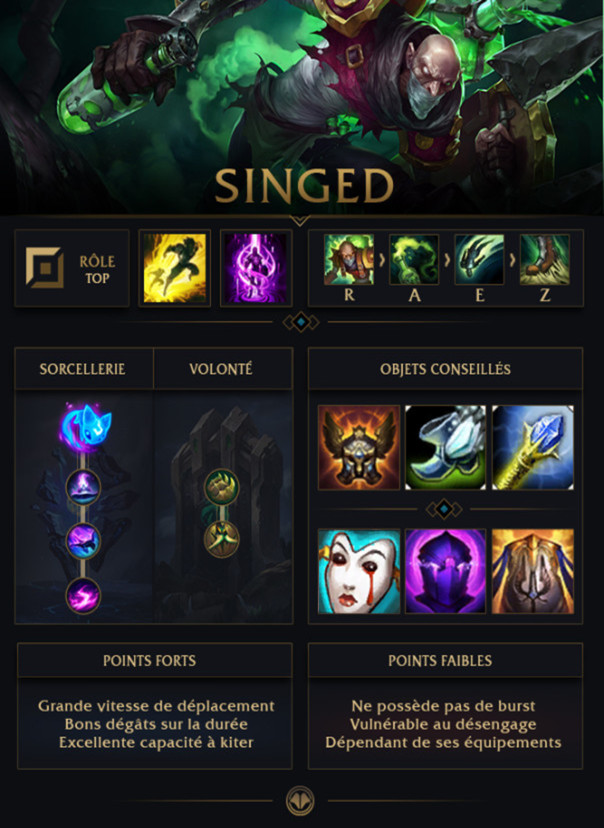 SINGED
RÔLE
TOP
R A E Z
SORCELLERIE
VOLONTÉ
OBJETS CONSEILLÉS
POINTS FORTS
Grande vitesse de déplacement
Bons dégâts sur la durée
Excellente capacité à kiter
POINTS FAIBLES
Ne possède pas de burst
Vulnérable au désengage
Dépendant de ses équipements